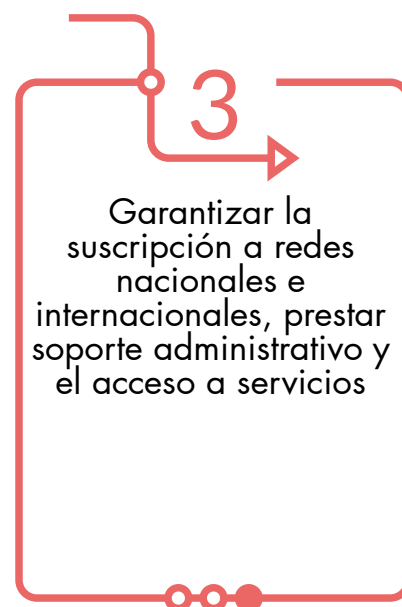 3
Garantizar la
suscripción a redes
nacionales e
internacionales, prestar
soporte administrativo y
el acceso a servicios